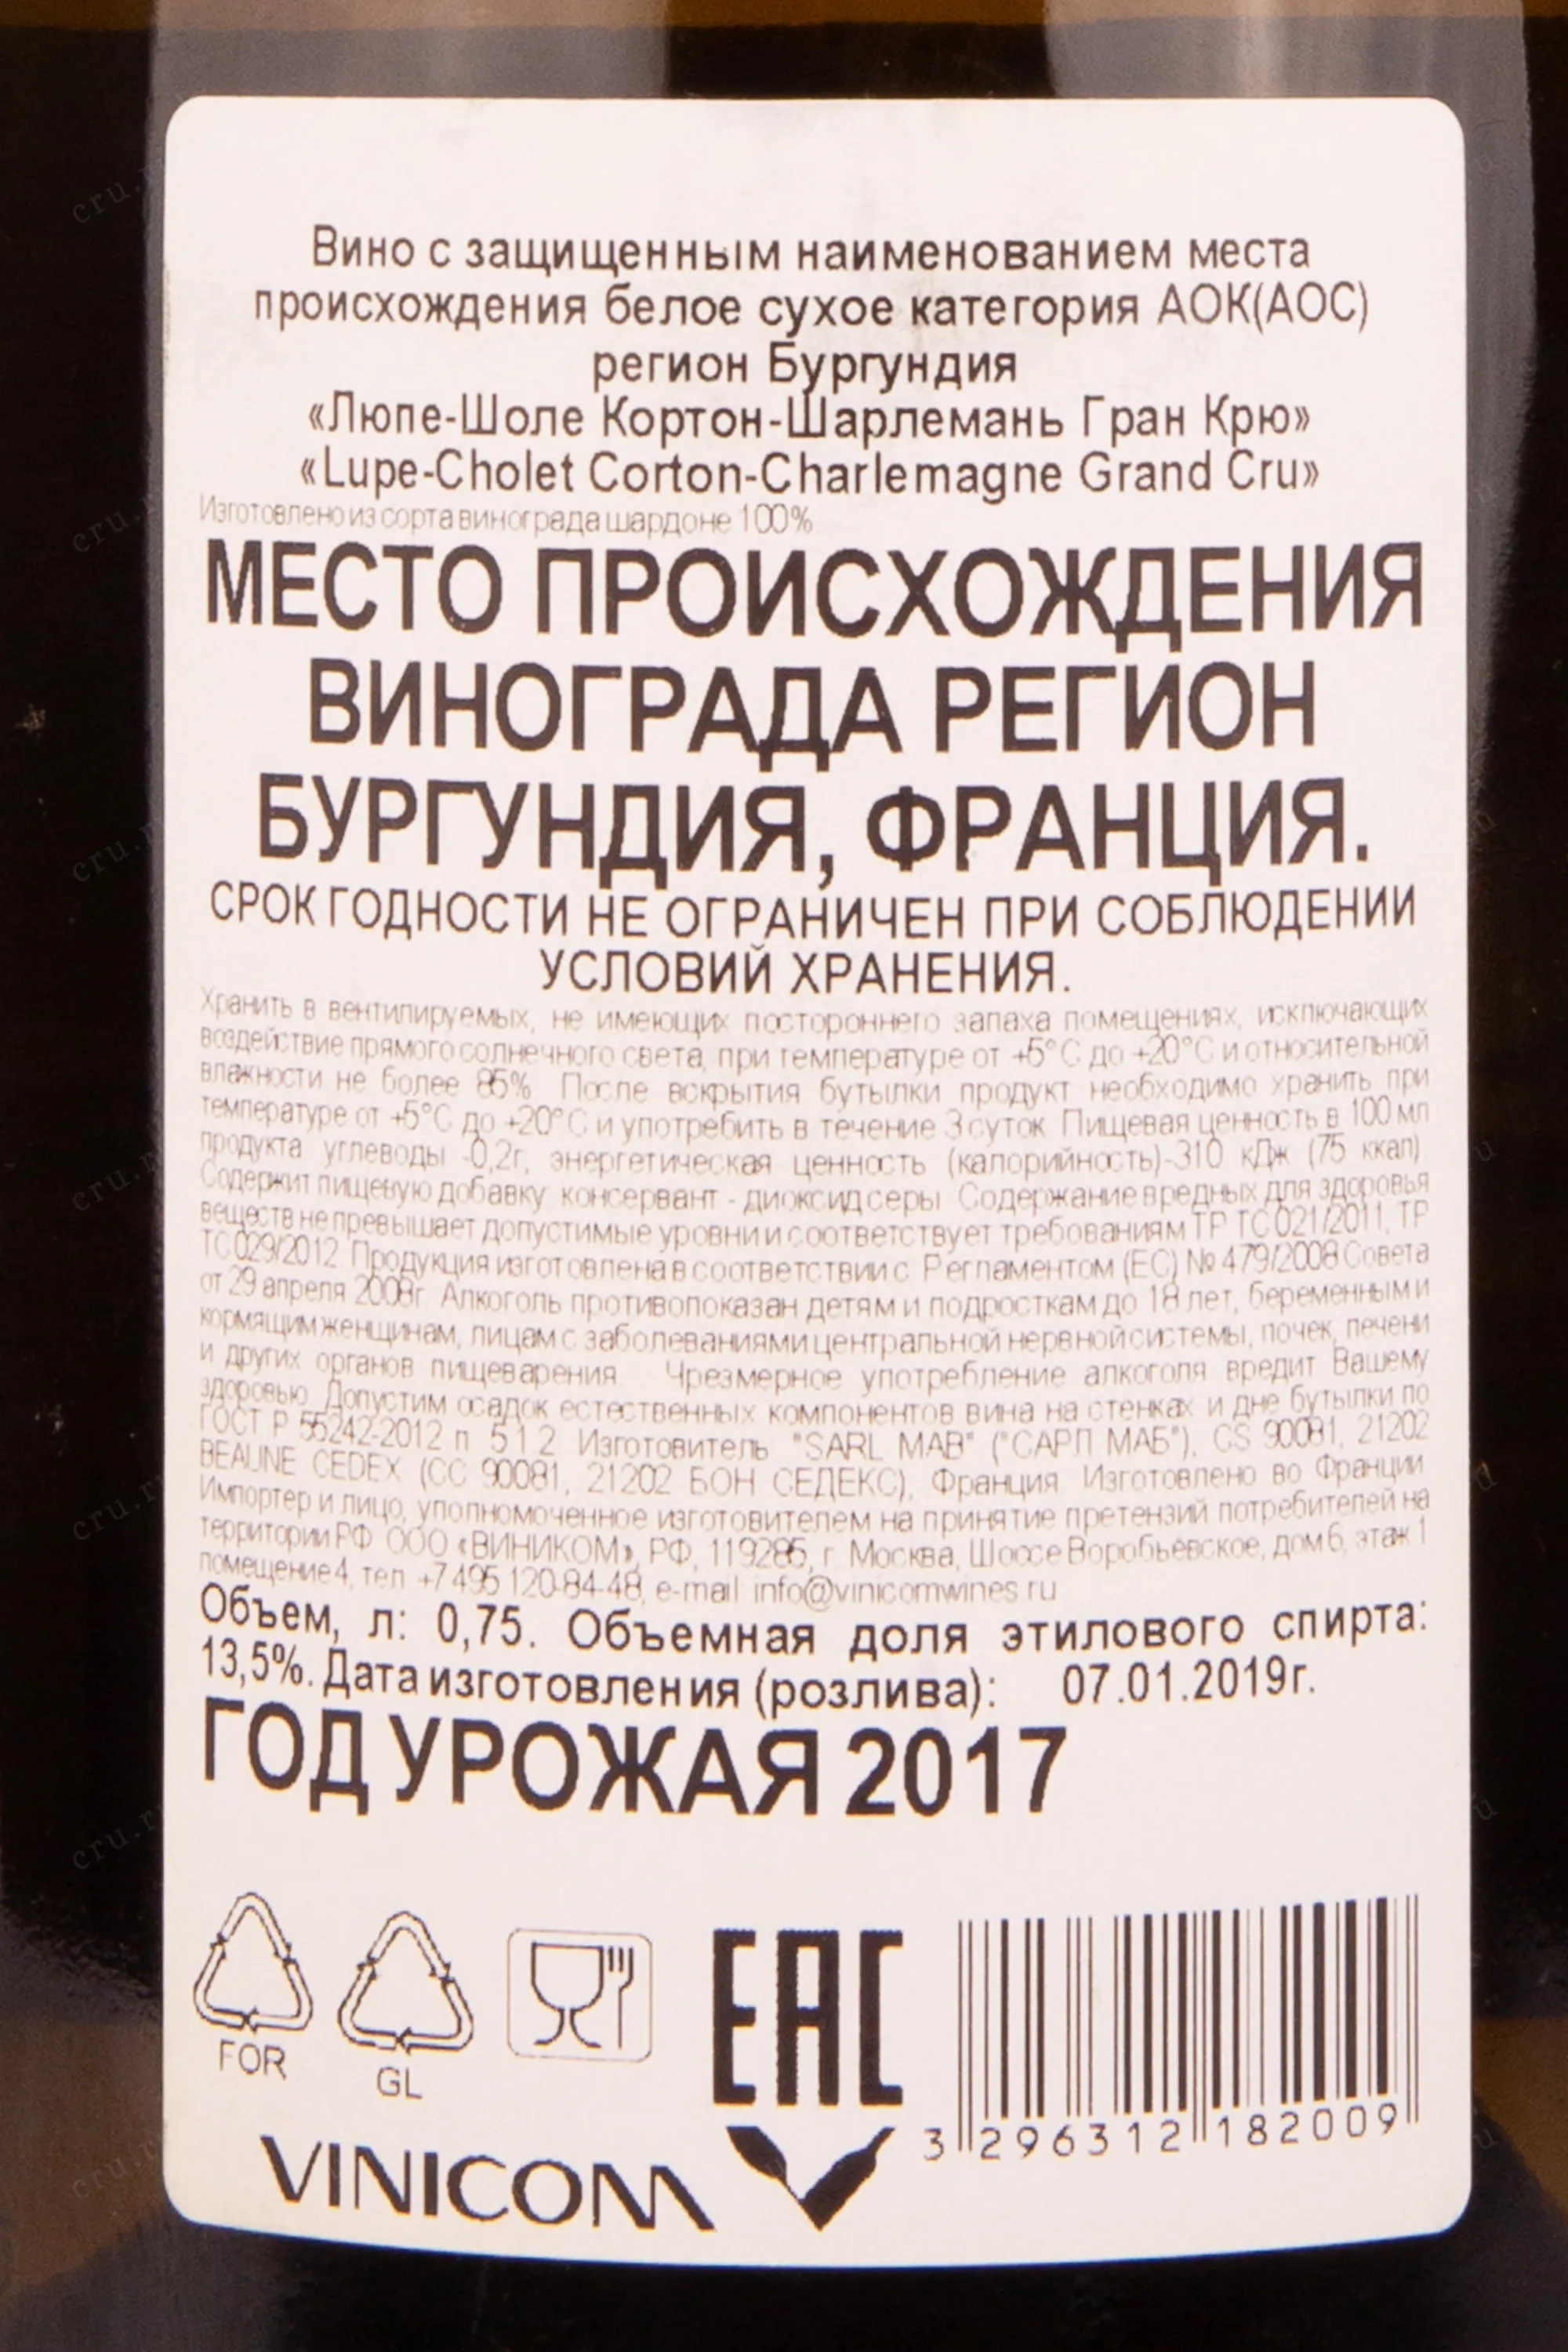 Вино с защищенным наименованием места
происхождения белое сухое категория АОК(АОС)
регион Бургундия
«Люпе-Шоле Кортон-Шарлемань Гран Крю»
«Lupe-Cholet Corton-Charlemagne Grand Cru»
Изготовлено из сорта винограда шардоне 100%
МЕСТО ПРОИСХОЖДЕНИЯ
ВИНОГРАДА РЕГИОН
БУРГУНДИЯ, ФРАНЦИЯ.
СРОК ГОДНОСТИ НЕ ОГРАНИЧЕН ПРИ СОБЛЮДЕНИИ
УСЛОВИЙ ХРАНЕНИЯ.
Хранить в вентилируемых, не имеющих постороннего запаха помещениях, исключающих
воздействие прямого солнечного света, при температуре от +5°С до +20°С и относительной
влажности не более 85%. После вскрытия бутылки продукт необходимо хранить при
температуре от +5°С до +20°С и употребить в течение 3 суток. Пищевая ценность в 100 мл
продукта: углеводы -0,2г, энергетическая ценность (калорийность)-310 кДж (75 ккал).
Содержит пищевую добавку: консервант - диоксид серы. Содержание вредных для здоровья
веществ не превышает допустимые уровни и соответствует требованиям ТР ТС 021/2011, ТР
ТС 029/2012. Продукция изготовлена в соответствии с Регламентом (ЕС) № 479/2008 Совета
от 29 апреля 2008г. Алкоголь противопоказан детям и подросткам до 18 лет, беременным и
кормящим женщинам, лицам с заболеваниями центральной нервной системы, почек, печени
и других органов пищеварения. Чрезмерное употребление алкоголя вредит Вашему
здоровью. Допустим осадок естественных компонентов вина на стенках и дне бутылки по
ГОСТ Р 55242-2012 п. 5.1.2. Изготовитель: "SARL MAB" ("САРЛ МАБ"), CS 90081, 21202
BEAUNE CEDEX (СС 90081, 21202 БОН СЕДЕКС), Франция. Изготовлено во Франции.
Импортер и лицо, уполномоченное изготовителем на принятие претензий потребителей на
территории РФ: ООО «ВИНИКОМ», РФ, 119285, г. Москва, Шоссе Воробьевское, дом 6, этаж 1
помещение 4, тел. +7 495 120-84-48, e-mail: info@vinicomwines.ru
Объем, л: 0,75. Объемная доля этилового спирта:
13,5%. Дата изготовления (розлива): 07.01.2019г.
ГОД УРОЖАЯ 2017
FOR
GL
EAC
3 296312 182009
VINICOM